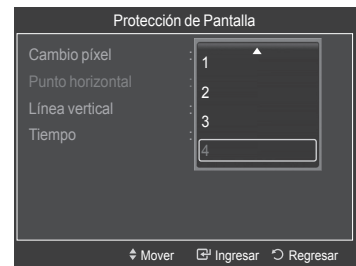 Protección de Pantalla
Cambio píxel :
Punto horizontal :
Línea vertical :
Tiempo :
1
2
3
4
Mover Ingresar Regresar